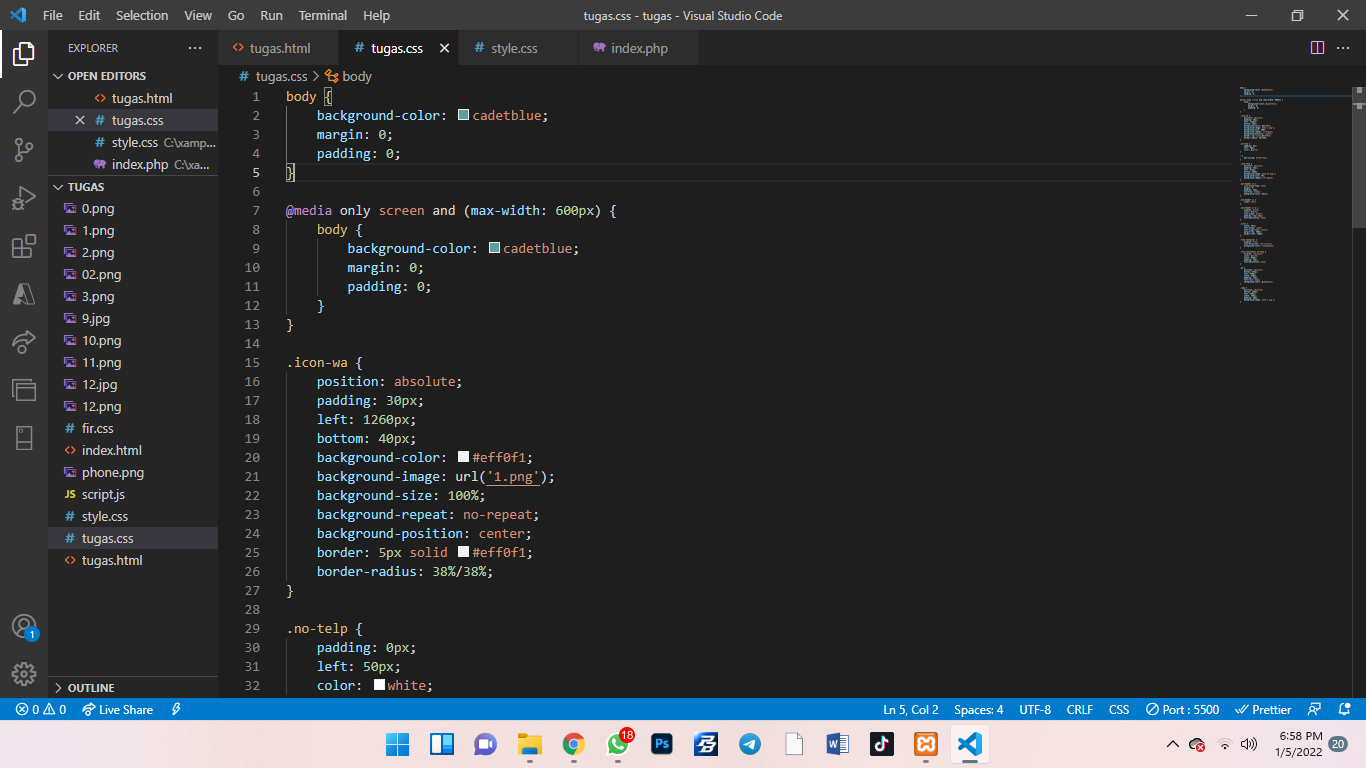 File Edit Selection View Go Run Terminal Help
tugas.css - tugas - Visual Studio Code
EXPLORER
OPEN EDITORS
tugas.html
tugas.css
style.css C:\xamp...
index.php C:\xa...
TUGAS
0.png
1.png
2.png
02.png
3.png
9.jpg
10.png
11.png
12.jpg
12.png
fir.css
index.html
phone.png
JS script.js
style.css
tugas.css
tugas.html
OUTLINE
1
tugas.html
# tugas.css
# style.css
index.php
# tugas.css > body
1 body {
2 background-color: cadetblue;
3 margin: 0;
4 padding: 0;
5 }
6
7 @media only screen and (max-width: 600px) {
8 body {
9 background-color: cadetblue;
10 margin: 0;
11 padding: 0;
12 }
13 }
14
15 .icon-wa {
16 position: absolute;
17 padding: 30px;
18 left: 1260px;
19 bottom: 40px;
20 background-color: #eff0f1;
21 background-image: url('1.png');
22 background-size: 100%;
23 background-repeat: no-repeat;
24 background-position: center;
25 border: 5px solid #eff0f1;
26 border-radius: 38%/38%;
27 }
28
29 .no-telp {
30 padding: 0px;
31 left: 50px;
32 color: white;
0 0 Live Share
Ln 5, Col 2 Spaces: 4 UTF-8 CRLF CSS Port : 5500 Prettier
18
Ps
6:58 PM
1/5/2022
20